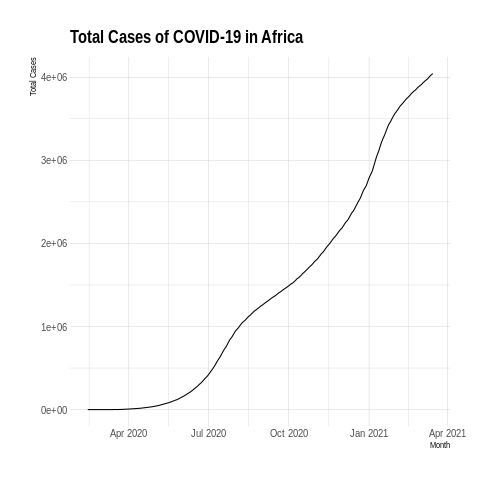 Total Cases of COVID-19 in Africa
Total Cases
4e+06
3e+06
2e+06
1e+06
0e+00
Apr 2020 Jul 2020 Oct 2020 Jan 2021 Apr 2021
Month